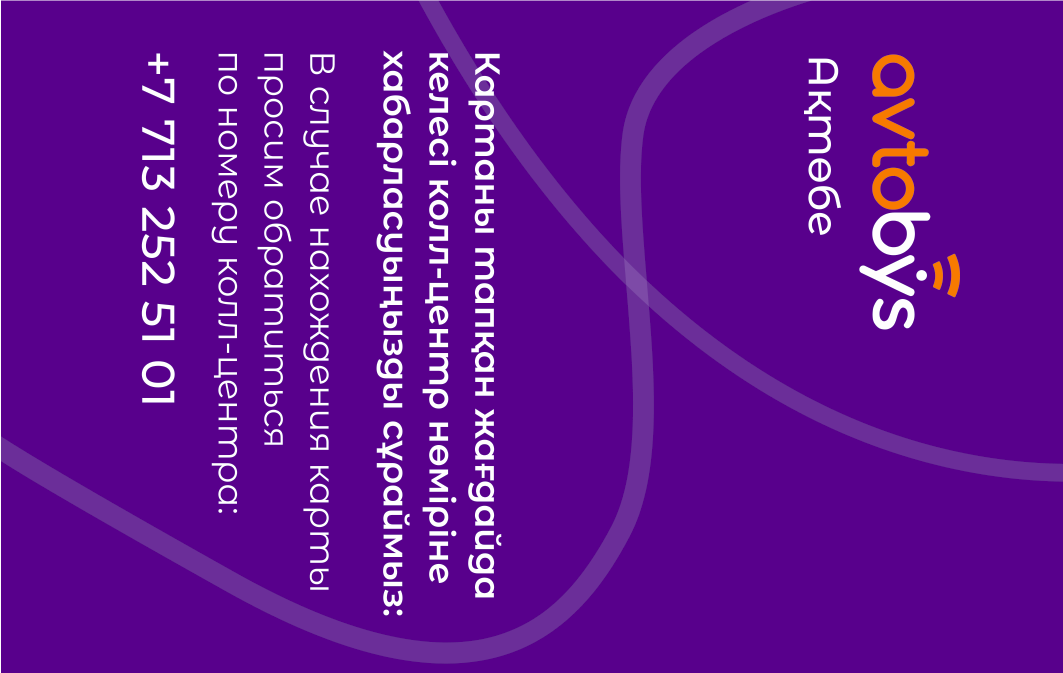 avtobys
Ақтөбе
Картаны тапқан жағдайда
келесі колл-центр нөміріне
хабарласуыңызды сұраймыз:
В случае нахождения карты
просим обратиться
по номеру колл-центра:
+7 713 252 51 01